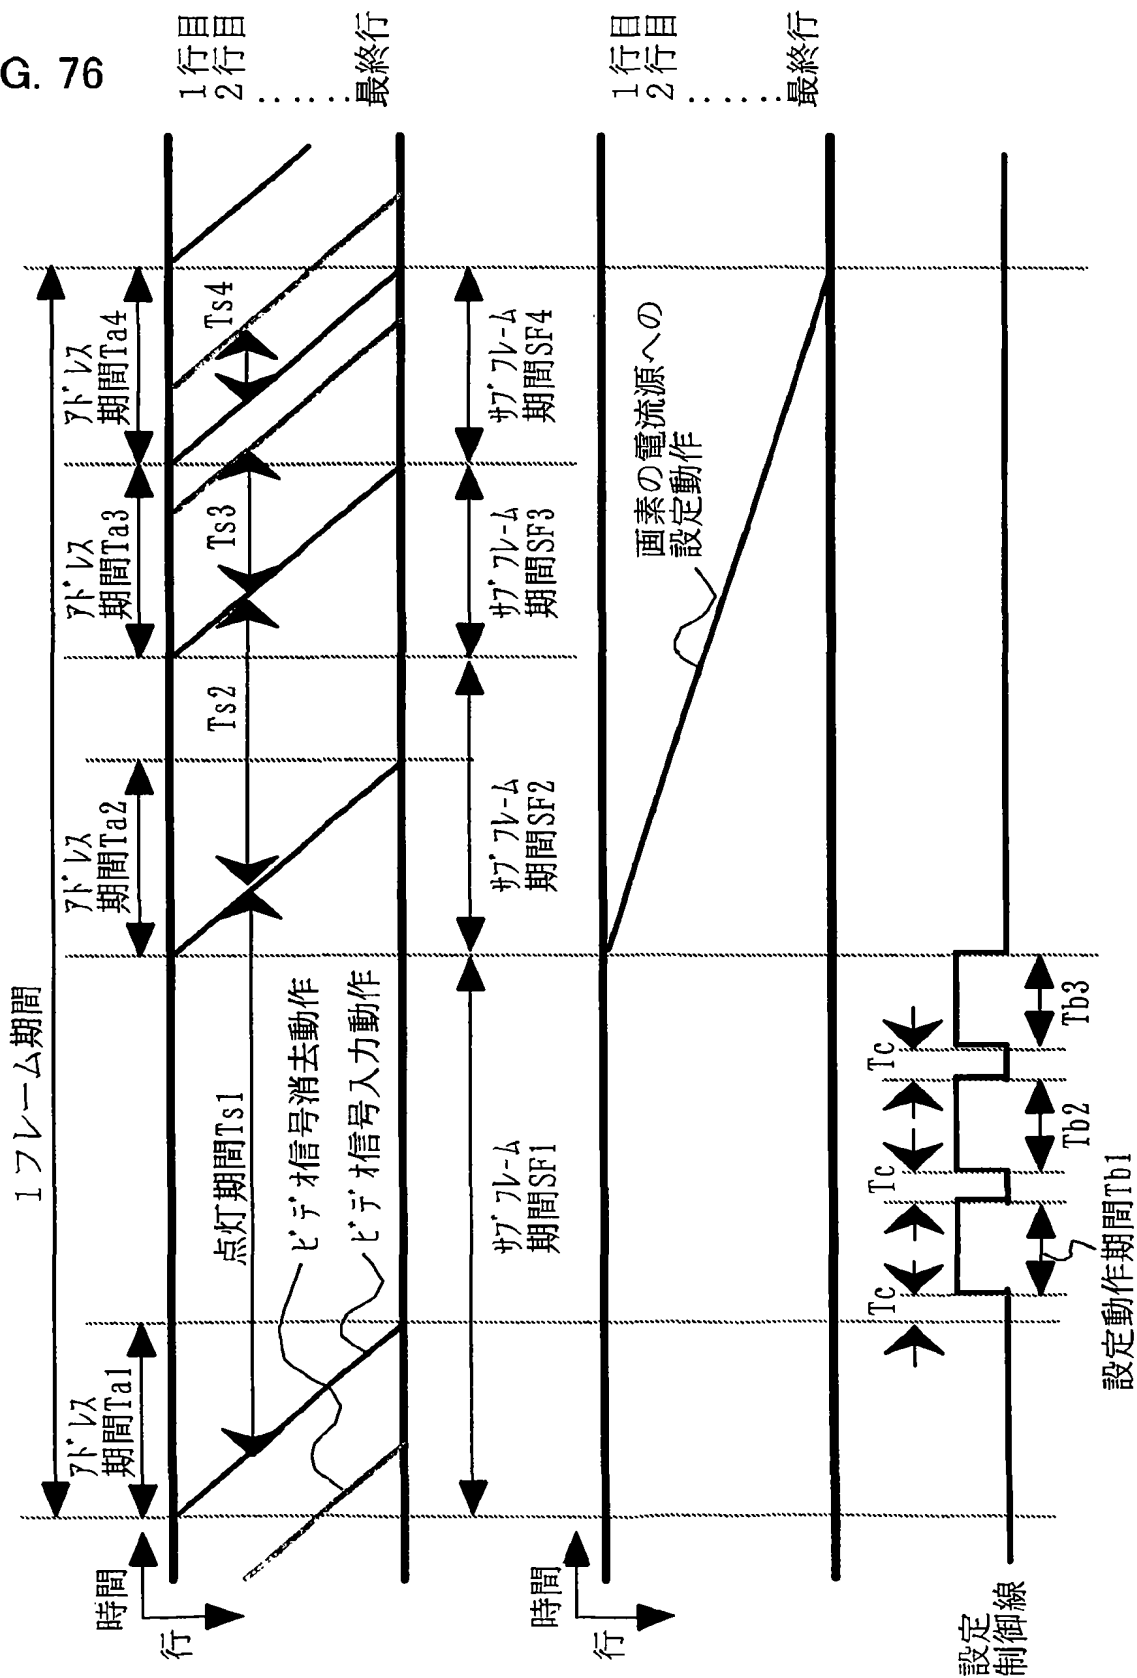 G. 76
1フレーム期間
アドレス
期間Ta1
アドレス
期間Ta2
アドレス
期間Ta3
アドレス
期間Ta4
時間
行
1行目
2行目
......
最終行
点灯期間Ts1
Ts2
Ts3
Ts4
ビデオ信号消去動作
ビデオ信号入力動作
サブフレーム
期間SF1
サブフレーム
期間SF2
サブフレーム
期間SF3
サブフレーム
期間SF4
時間
行
1行目
2行目
......
最終行
画素の電流源への
設定動作
設定
制御線
Tc
Tc
Tc
設定動作期間Tb1
Tb2
Tb3